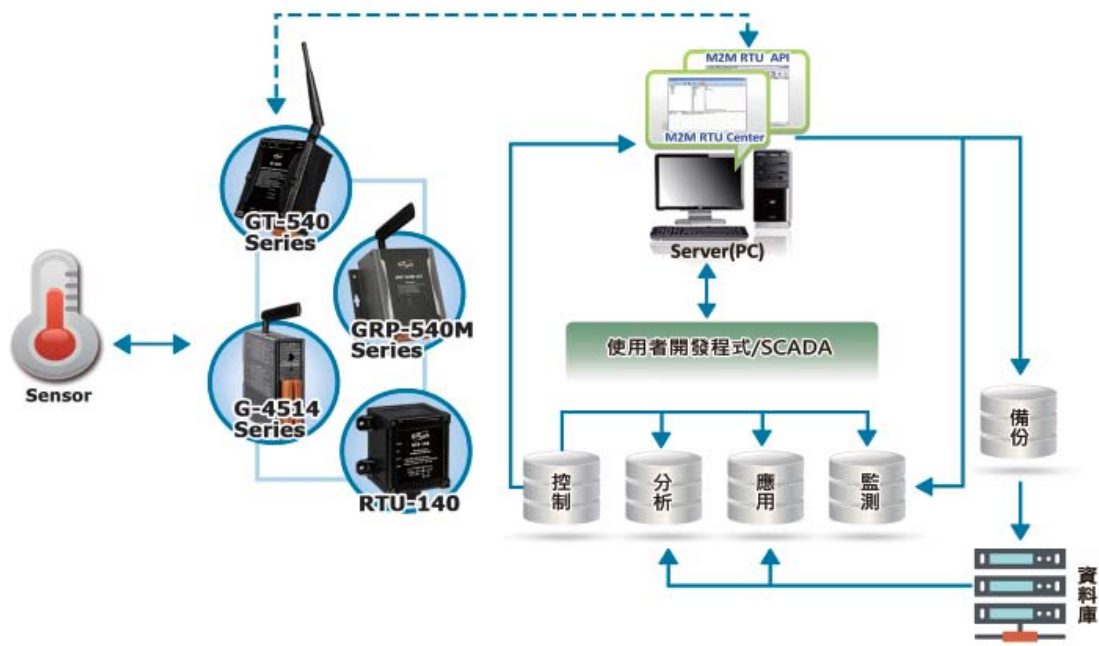 M2M RTU API
M2M RTU Center
GT-540
Series
Server(PC)
GRP-540M
Series
使用者開發程式/SCADA
Sensor
G-4514
Series
備份
控制
分析
應用
監測
RTU-140
資料庫